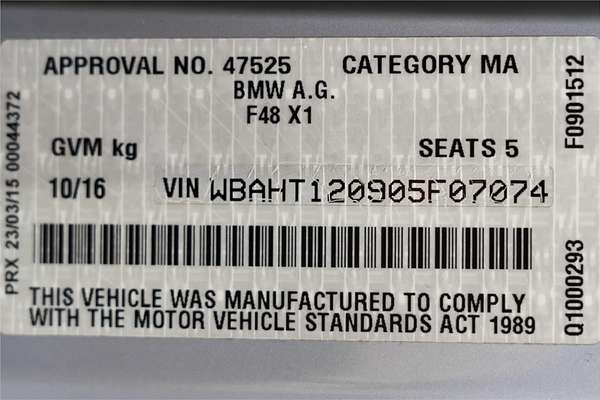 APPROVAL NO. 47525 CATEGORY MA
BMW A.G.
F48 X1
GVM kg SEATS 5
10/16 VIN WBAHT120905F07074
THIS VEHICLE WAS MANUFACTURED TO COMPLY
WITH THE MOTOR VEHICLE STANDARDS ACT 1989
PRX 23/03/15 00044372
F0901512
Q1000293